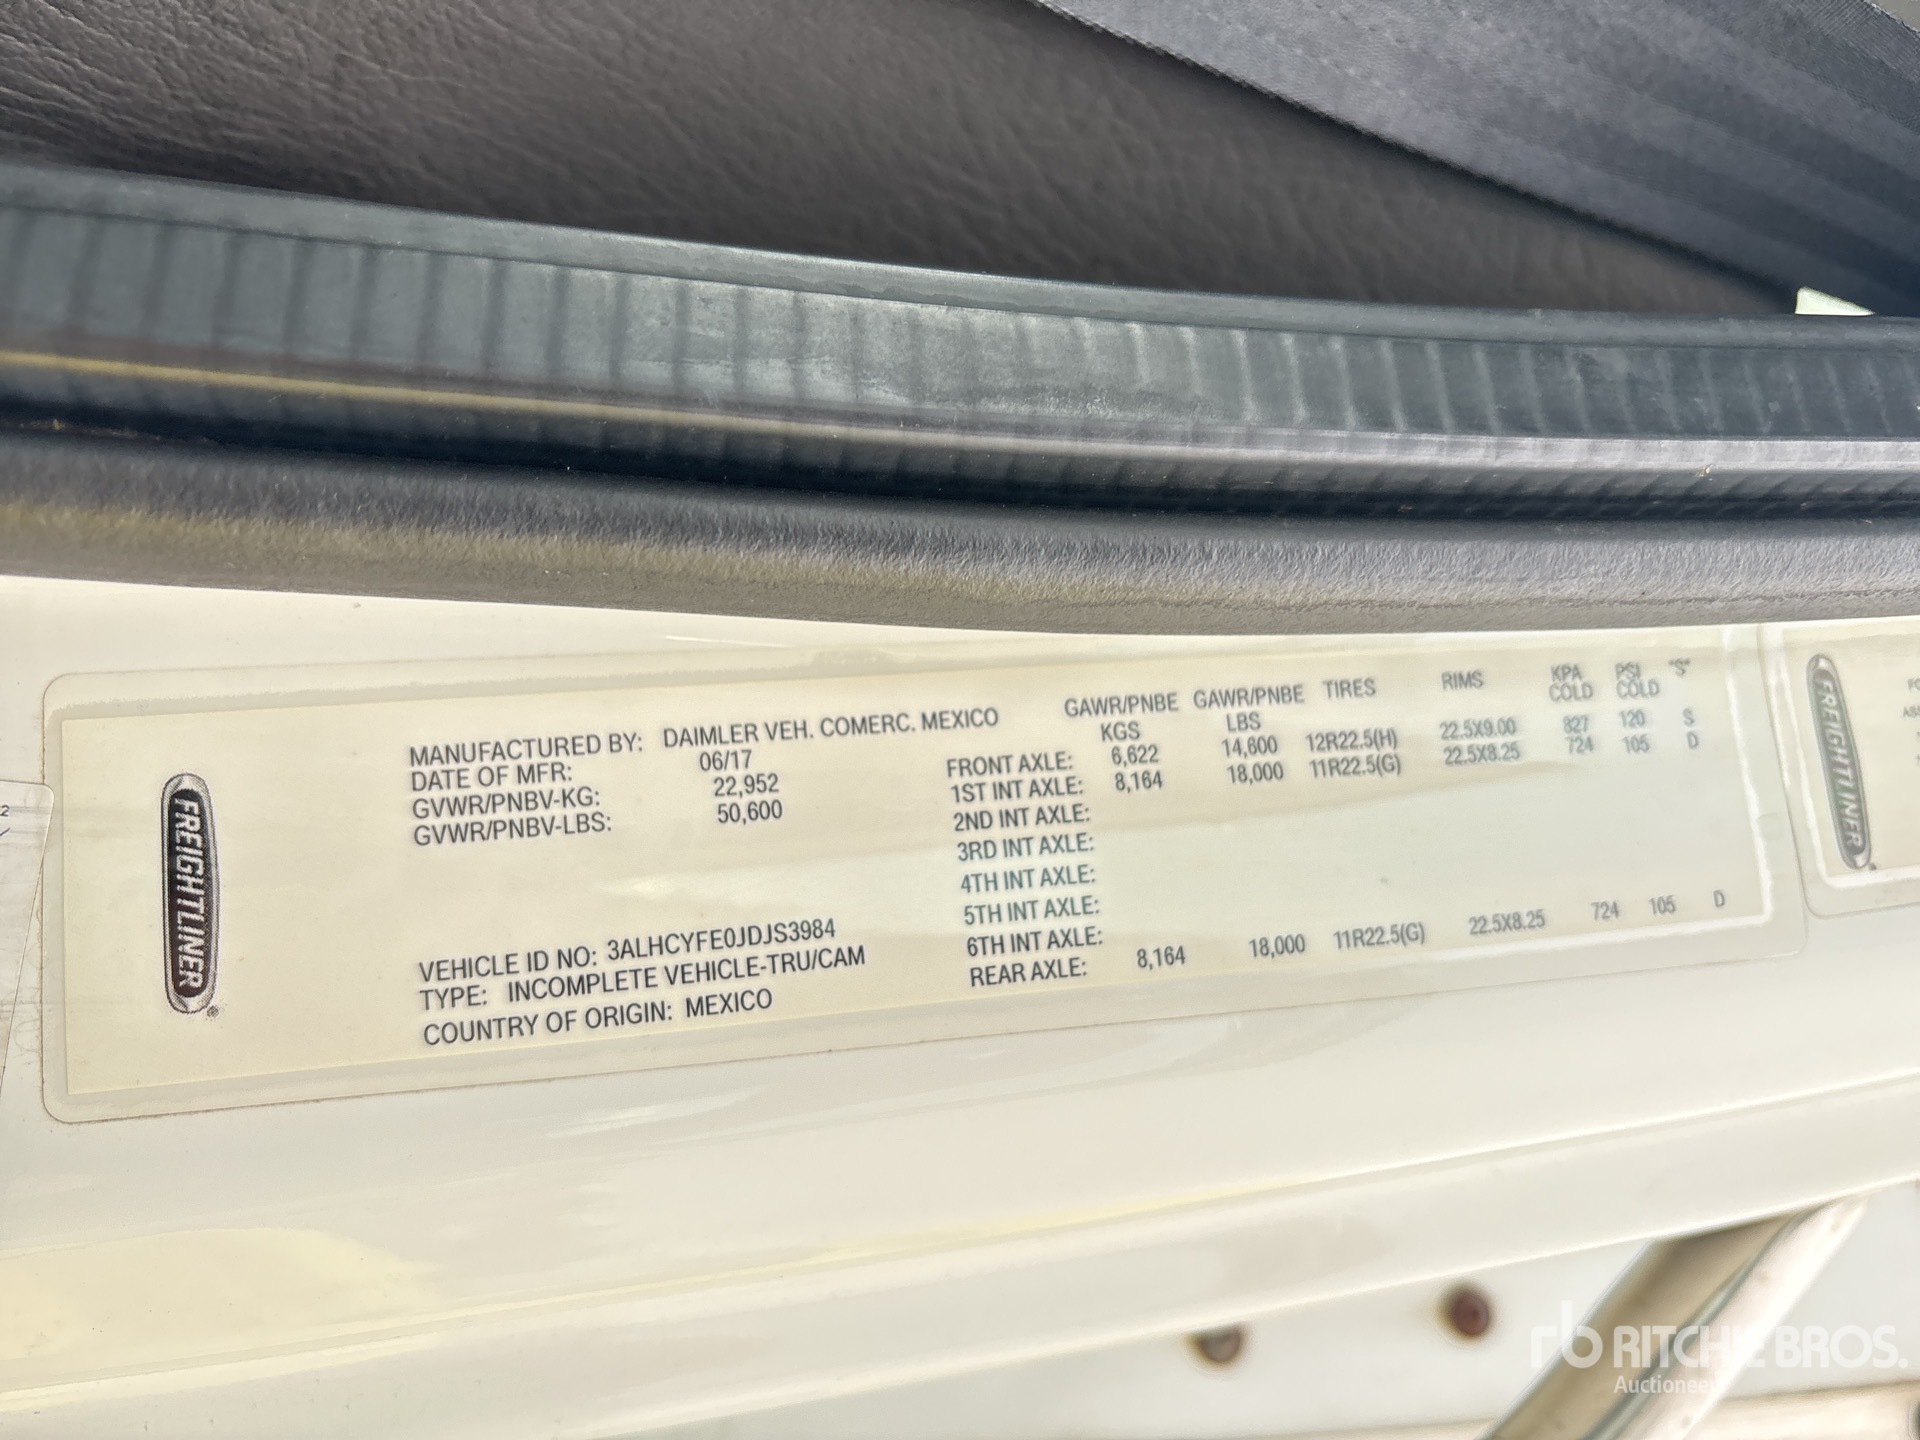 FREIGHTLINER
MANUFACTURED BY: DAIMLER VEH. COMERC. MEXICO
DATE OF MFR: 06/17
GVWR/PNBV-KG: 22,952
GVWR/PNBV-LBS: 50,600
VEHICLE ID NO: 3ALHCYFE0JDJS3984
TYPE: INCOMPLETE VEHICLE-TRU/CAM
COUNTRY OF ORIGIN: MEXICO
GAWR/PNBE KGS GAWR/PNBE LBS TIRES RIMS KPA COLD PSI COLD "S"
FRONT AXLE: 6,622 14,600 12R22.5(H) 22.5X9.00 827 120 S
1ST INT AXLE: 8,164 18,000 11R22.5(G) 22.5X8.25 724 105 D
2ND INT AXLE:
3RD INT AXLE:
4TH INT AXLE:
5TH INT AXLE:
6TH INT AXLE:
REAR AXLE: 8,164 18,000 11R22.5(G) 22.5X8.25 724 105 D
FREIGHTLINER
rb RITCHIE BROS.
Auctioneers